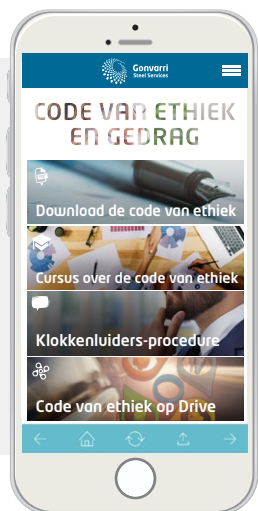 Gonvarri
Steel Services
CODE VAN ETHIEK
EN GEDRAG
Download de code van ethiek
Cursus over de code van ethiek
Klokkenluiders-procedure
Code van ethiek op Drive